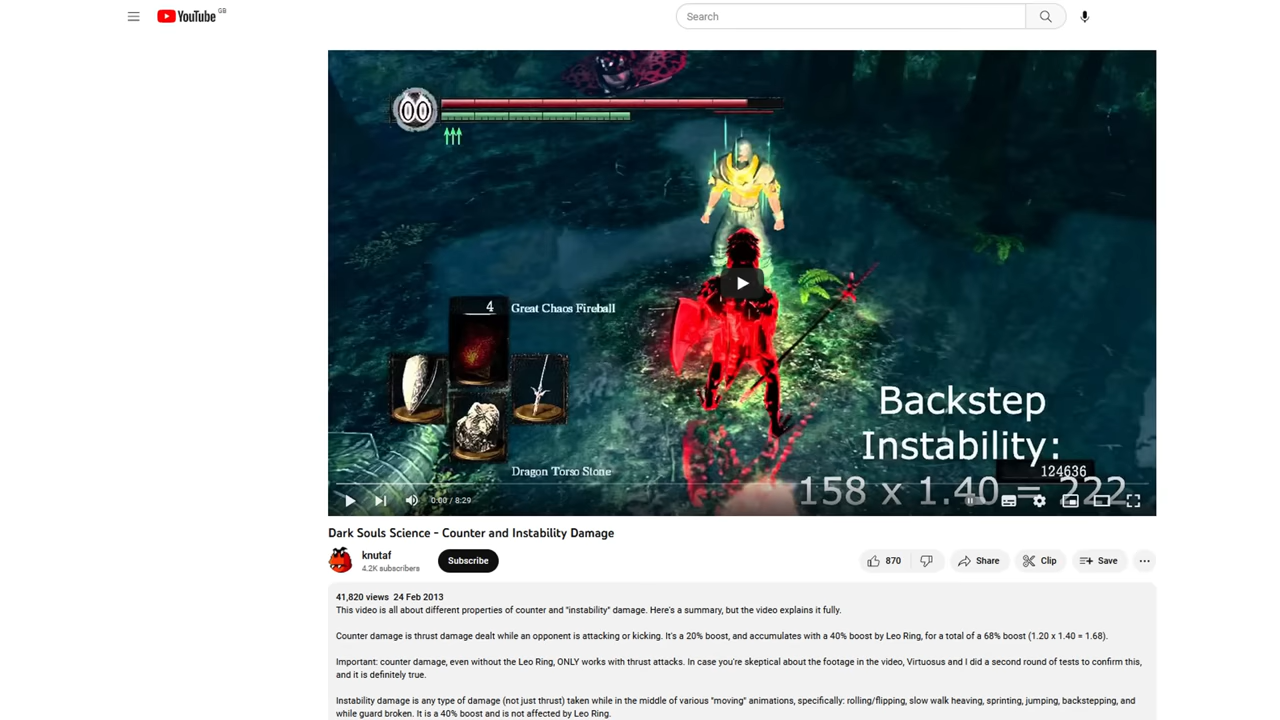 YouTube GB
Search
00
4 Great Chaos Fireball
Dragon Torso Stone
Backstep
Instability:
124636
158 x 1.40 = 222
0:00 / 8:29
Dark Souls Science - Counter and Instability Damage
knutaf
4.2K subscribers
Subscribe
870
Share
Clip
Save
41,820 views 24 Feb 2013
This video is all about different properties of counter and "instability" damage. Here's a summary, but the video explains it fully.
Counter damage is thrust damage dealt while an opponent is attacking or kicking. It's a 20% boost, and accumulates with a 40% boost by Leo Ring, for a total of a 68% boost (1.20 x 1.40 = 1.68).
Important: counter damage, even without the Leo Ring, ONLY works with thrust attacks. In case you're skeptical about the footage in the video, Virtuosus and I did a second round of tests to confirm this,
and it is definitely true.
Instability damage is any type of damage (not just thrust) taken while in the middle of various "moving" animations, specifically: rolling/flipping, slow walk heaving, sprinting, jumping, backstepping, and
while guard broken. It is a 40% boost and is not affected by Leo Ring.